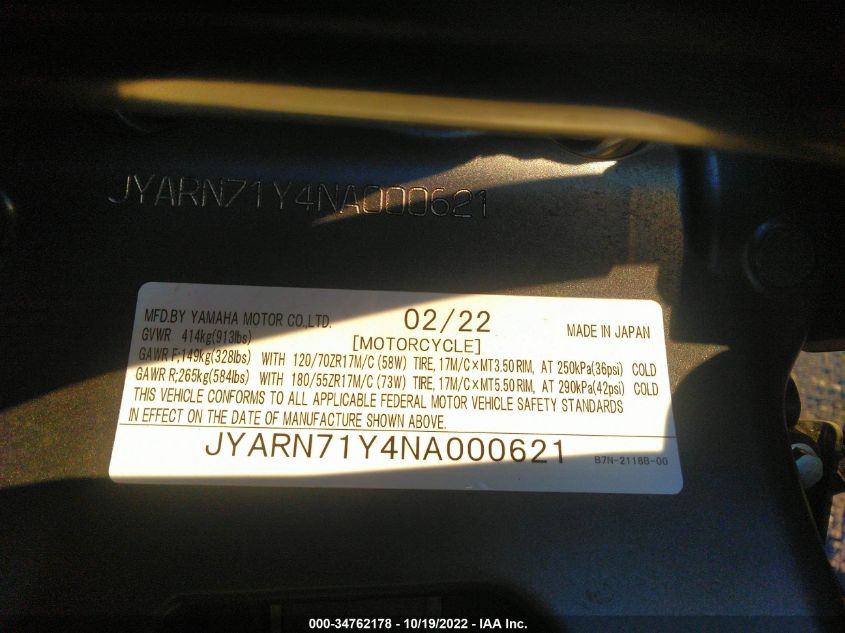 JYARN71Y4NA000621
MFD.BY YAMAHA MOTOR CO.,LTD. 02/22 MADE IN JAPAN
GVWR 414kg(913lbs) [MOTORCYCLE]
GAWR F;149kg(328lbs) WITH 120/70ZR17M/C (58W) TIRE, 17M/C×MT3.50 RIM, AT 250kPa(36psi) COLD
GAWR R;265kg(584lbs) WITH 180/55ZR17M/C (73W) TIRE, 17M/C×MT5.50 RIM, AT 290kPa(42psi) COLD
THIS VEHICLE CONFORMS TO ALL APPLICABLE FEDERAL MOTOR VEHICLE SAFETY STANDARDS
IN EFFECT ON THE DATE OF MANUFACTURE SHOWN ABOVE.
JYARN71Y4NA000621 B7N-2118B-00
000-34762178 - 10/19/2022 - IAA Inc.